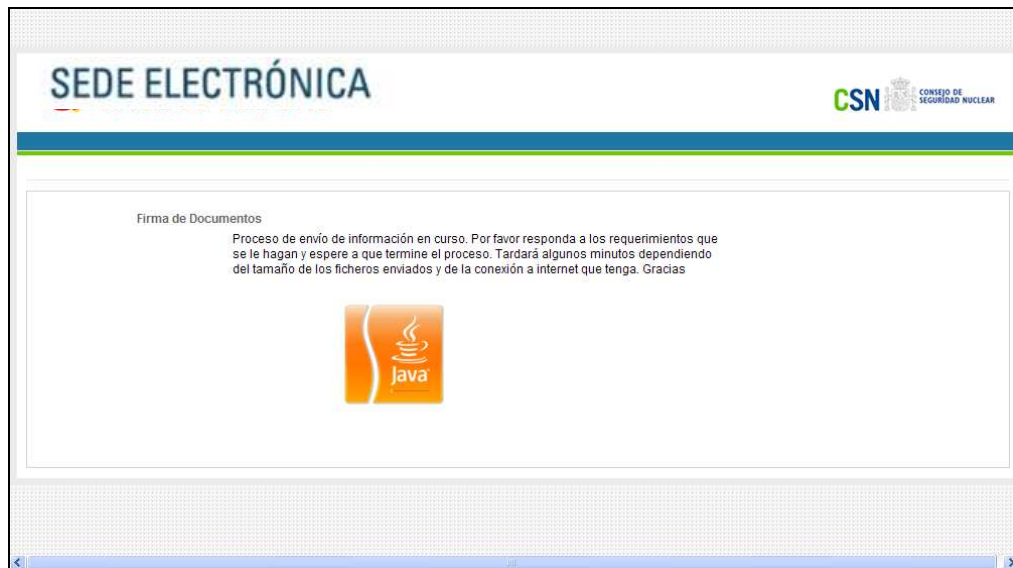 SEDE ELECTRÓNICA
CSN CONSEJO DE
SEGURIDAD NUCLEAR
Firma de Documentos
Proceso de envío de información en curso. Por favor responda a los requerimientos que
se le hagan y espere a que termine el proceso. Tardará algunos minutos dependiendo
del tamaño de los ficheros enviados y de la conexión a internet que tenga. Gracias
Java